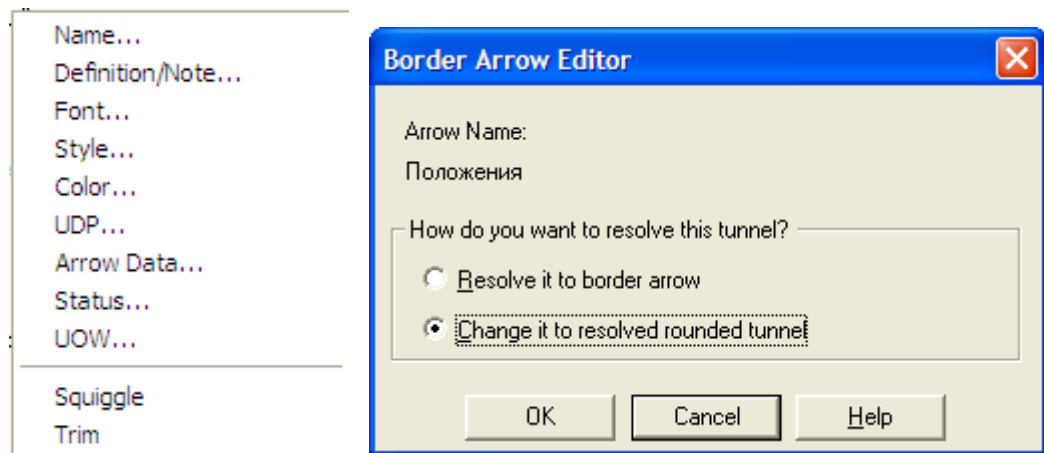 Name...
Definition/Note...
Font...
Style...
Color...
UDP...
Arrow Data...
Status...
UOW...
Squiggle
Trim
Border Arrow Editor
Arrow Name:
Положения
How do you want to resolve this tunnel?
Resolve it to border arrow
Change it to resolved rounded tunnel
OK Cancel Help